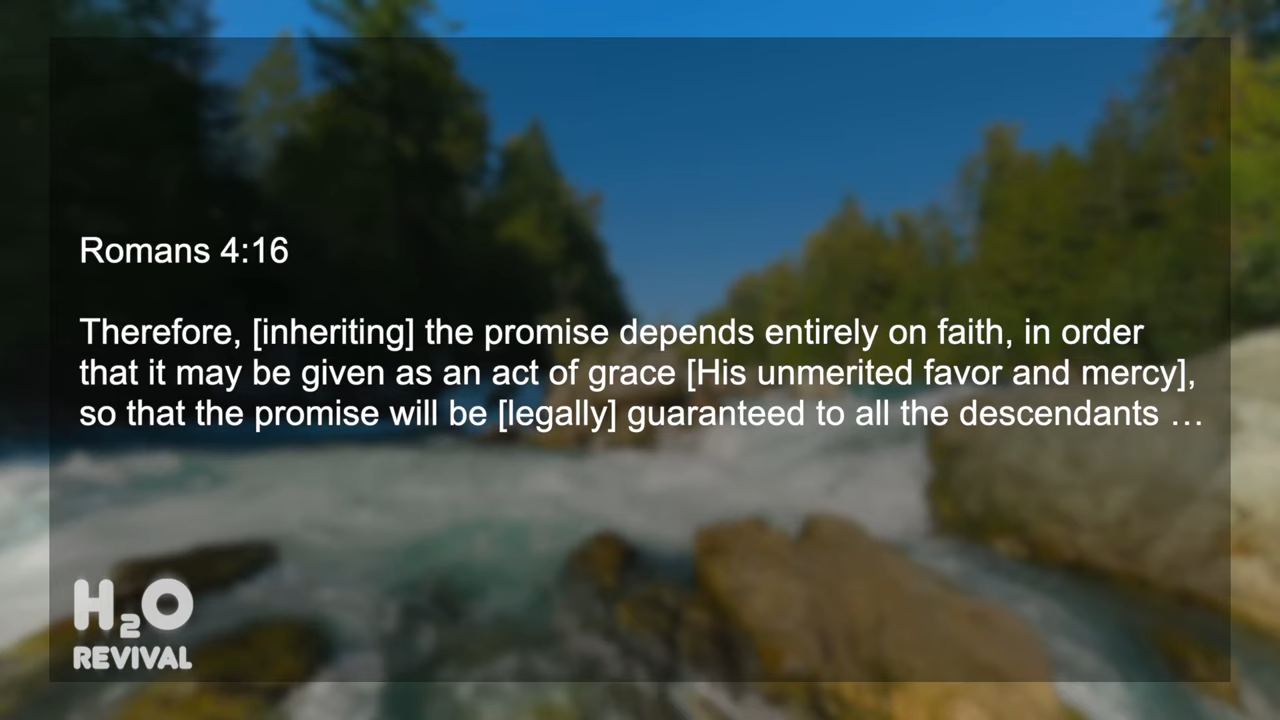 Romans 4:16
Therefore, [inheriting] the promise depends entirely on faith, in order
that it may be given as an act of grace [His unmerited favor and mercy],
so that the promise will be [legally] guaranteed to all the descendants …
H₂O
REVIVAL